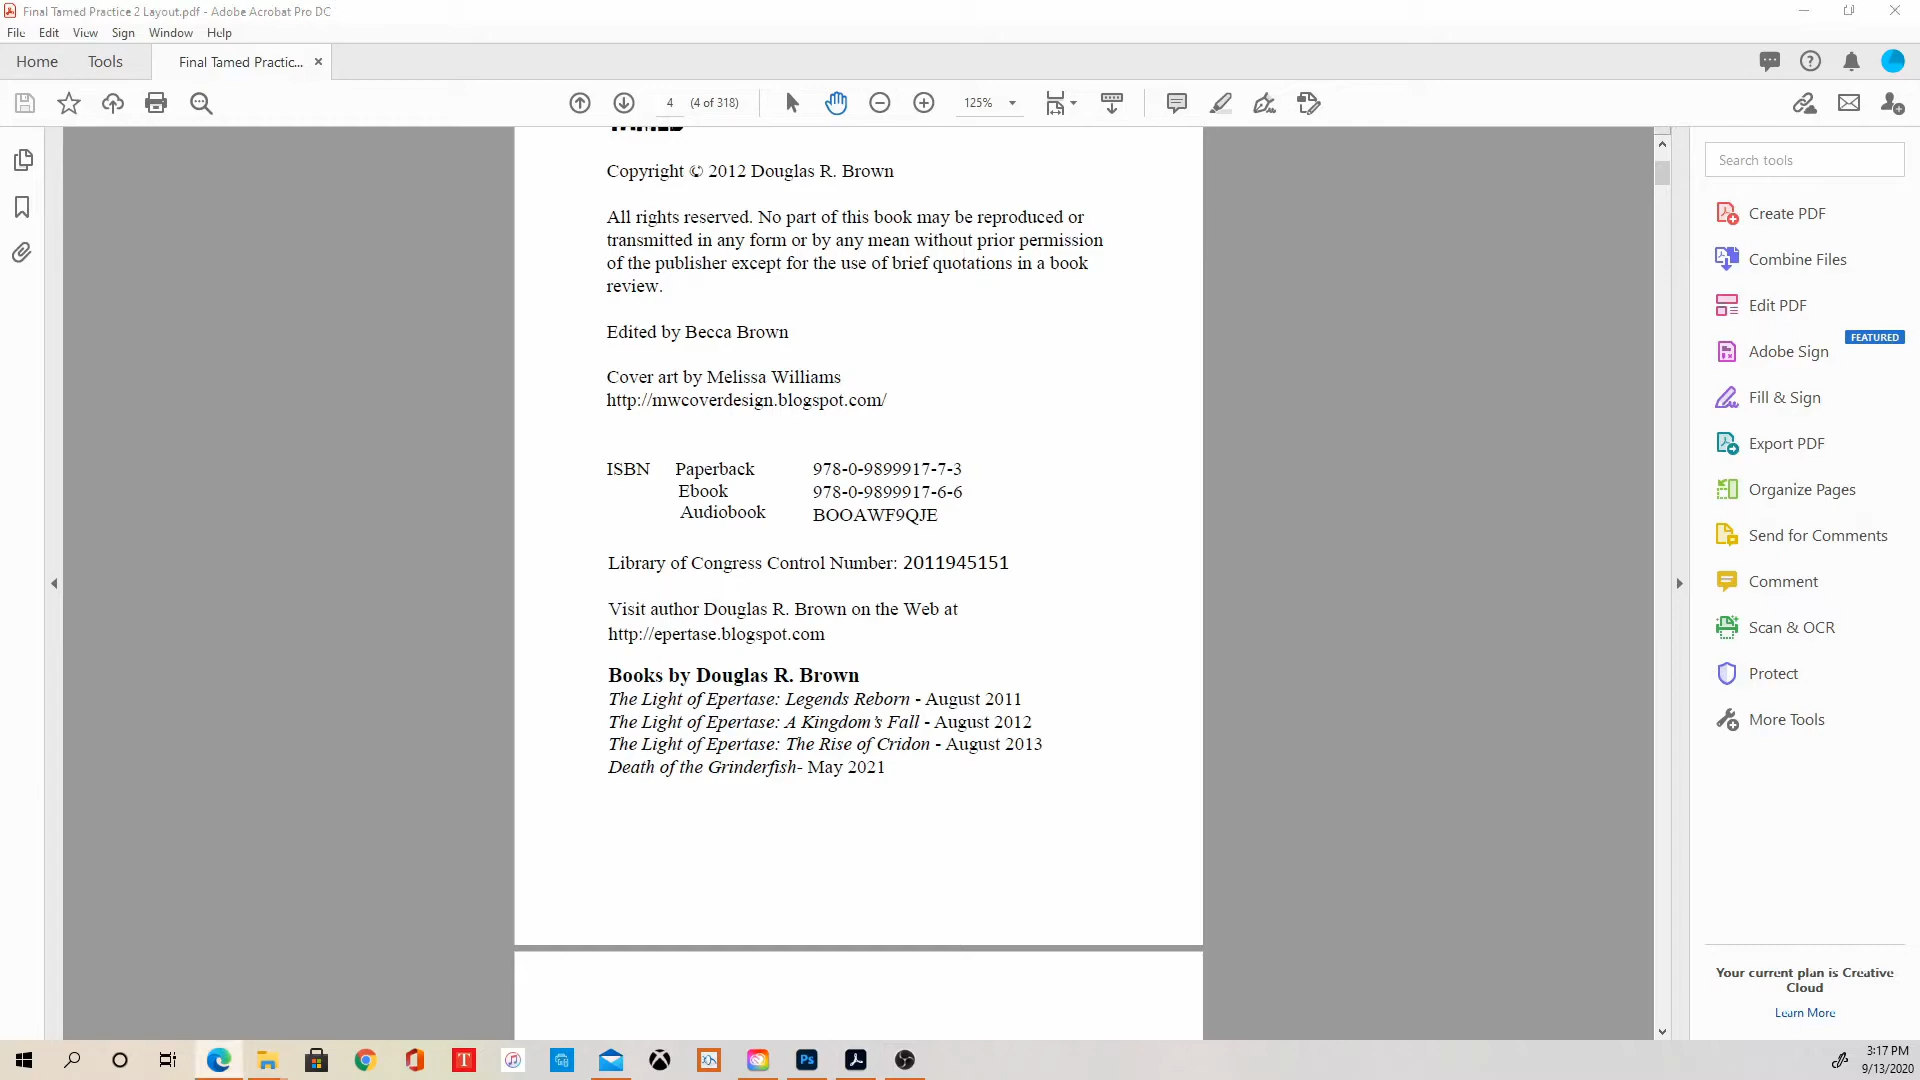 Final Tamed Practice 2 Layout.pdf - Adobe Acrobat Pro DC
File Edit View Sign Window Help
Home Tools Final Tamed Practic... ×
4 (4 of 318) 125%
TAMED
Copyright © 2012 Douglas R. Brown
All rights reserved. No part of this book may be reproduced or
transmitted in any form or by any mean without prior permission
of the publisher except for the use of brief quotations in a book
review.
Edited by Becca Brown
Cover art by Melissa Williams
http://mwcoverdesign.blogspot.com/
ISBN Paperback 978-0-9899917-7-3
Ebook 978-0-9899917-6-6
Audiobook BOOAWF9QJE
Library of Congress Control Number: 2011945151
Visit author Douglas R. Brown on the Web at
http://epertase.blogspot.com
Books by Douglas R. Brown
The Light of Epertase: Legends Reborn - August 2011
The Light of Epertase: A Kingdom's Fall - August 2012
The Light of Epertase: The Rise of Cridon - August 2013
Death of the Grinderfish- May 2021
Search tools
Create PDF
Combine Files
Edit PDF
FEATURED
Adobe Sign
Fill & Sign
Export PDF
Organize Pages
Send for Comments
Comment
Scan & OCR
Protect
More Tools
Your current plan is Creative
Cloud
Learn More
T
Ps
3:17 PM
9/13/2020